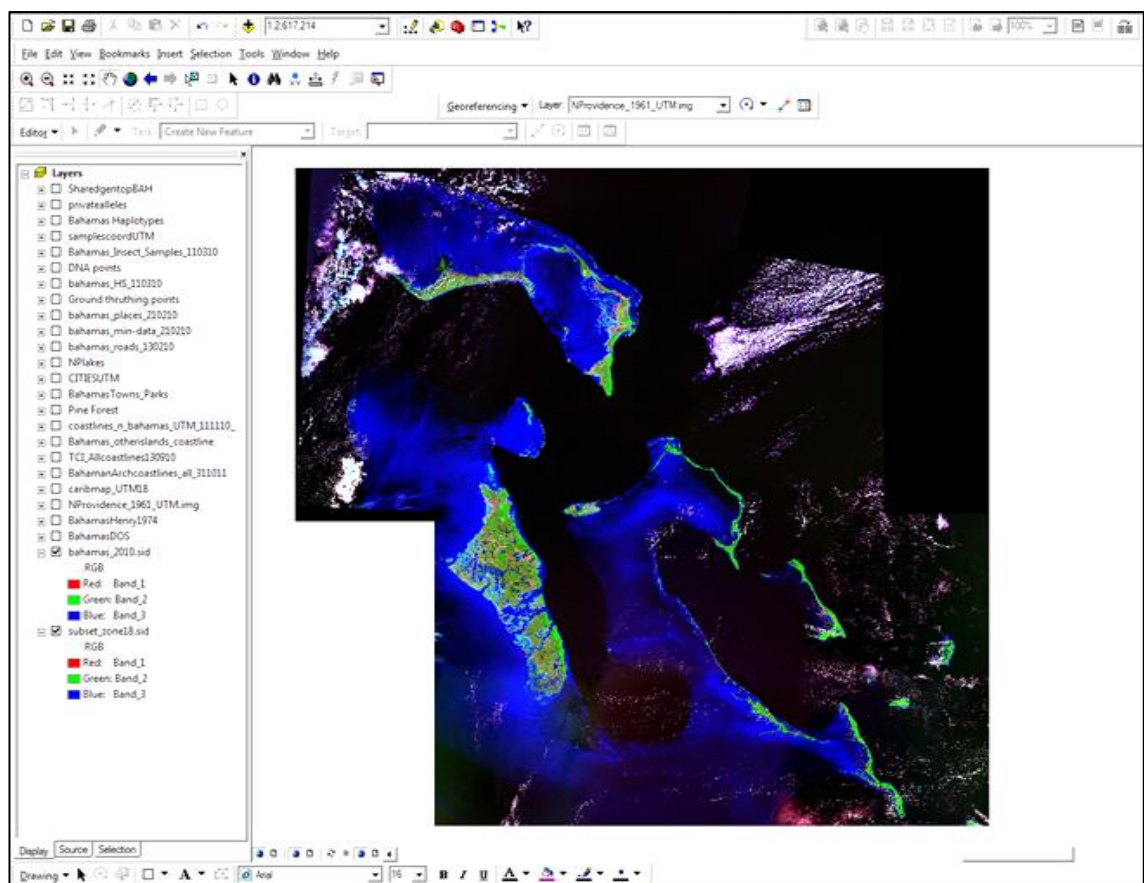 1:2,617,214
100%
File Edit View Bookmarks Insert Selection Tools Window Help
Georeferencing Layer: NProvidence_1961_UTM.img
Editor Task: Create New Feature Target:
Layers
SharedgentopBAH
privatealleles
Bahamas Haplotypes
samplescoordUTM
Bahamas_Insect_Samples_110310
DNA points
bahamas_HS_110310
Ground thruthing points
bahamas_places_210210
bahamas_min-data_210210
bahamas_roads_130210
NPlakes
CITIESUTM
BahamasTowns_Parks
Pine Forest
coastlines_n_bahamas_UTM_111110_
Bahamas_otherislands_coastline
TCI_Allcoastlines130910
BahamanArchcoastlines_all_311011
caribmap_UTM18
NProvidence_1961_UTM.img
BahamasHenry1974
BahamasDOS
bahamas_2010.sid
RGB
Red: Band_1
Green: Band_2
Blue: Band_3
subset_zone18.sid
RGB
Red: Band_1
Green: Band_2
Blue: Band_3
Display Source Selection
Drawing A Arial 16 B I U A